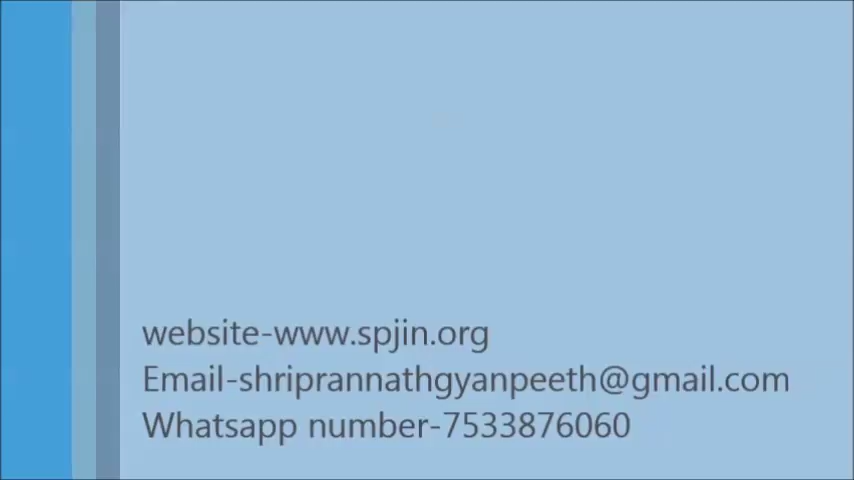 website-www.spjin.org
Email-shriprannathgyanpeeth@gmail.com
Whatsapp number-7533876060